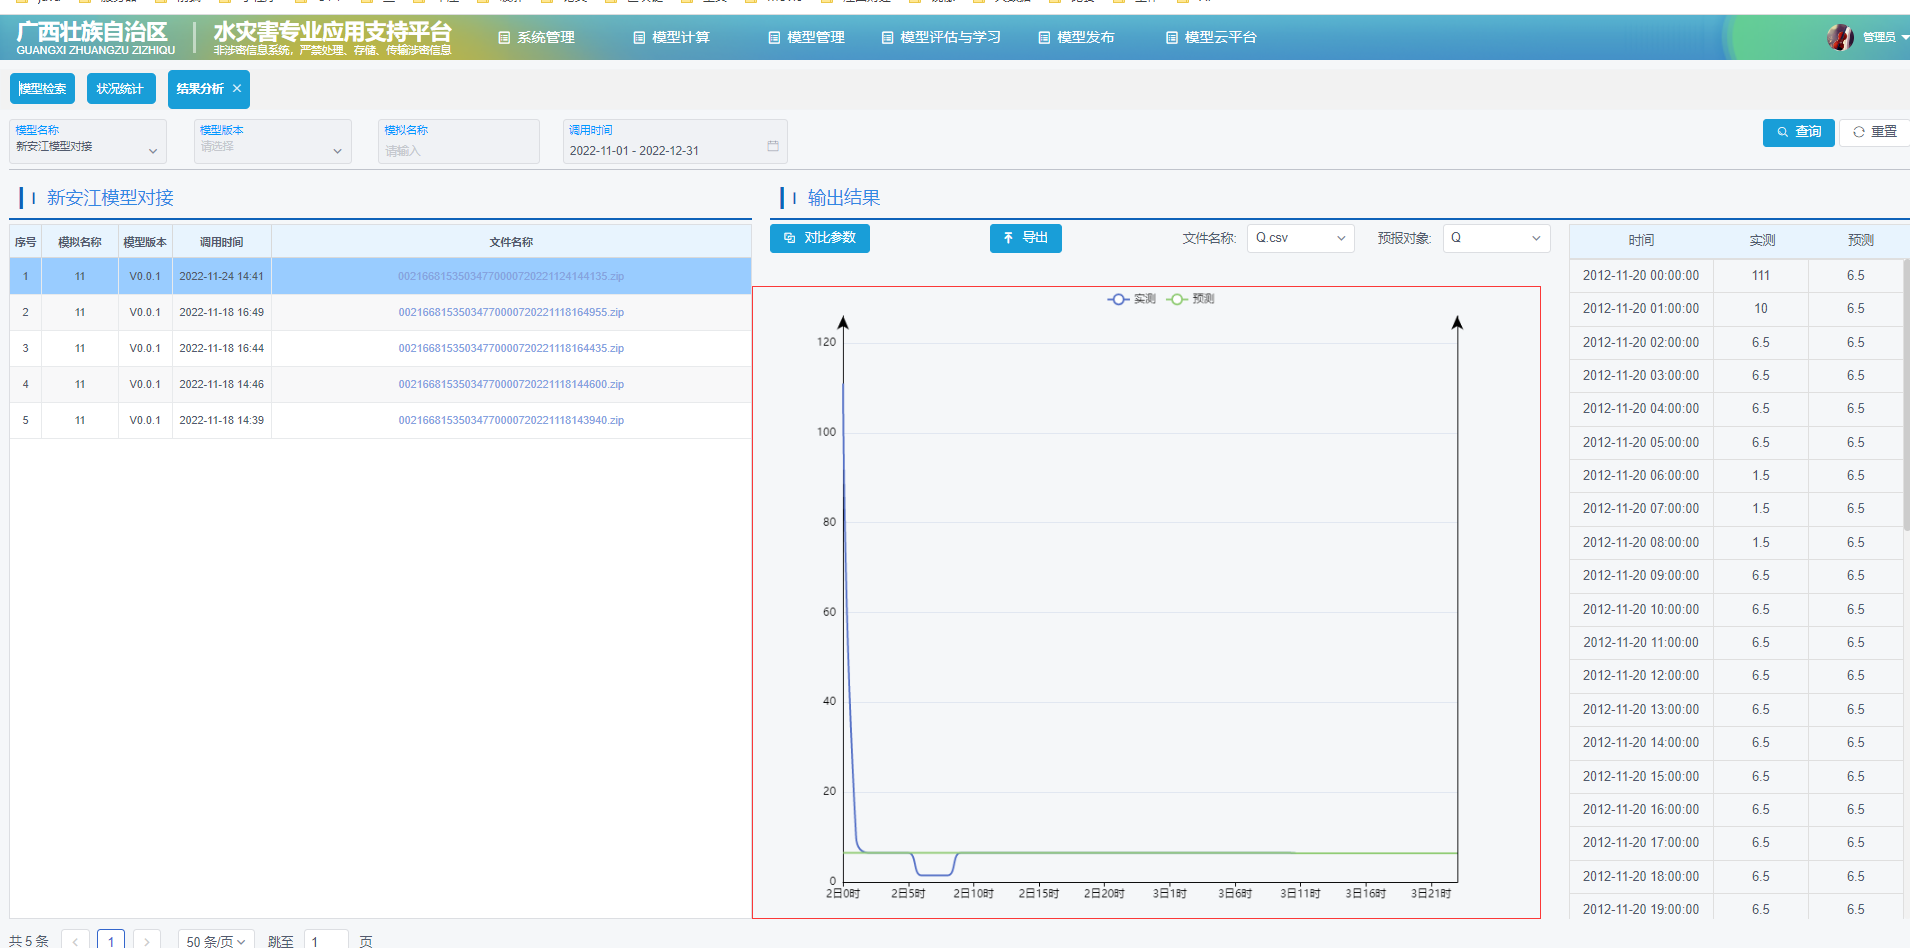 广西壮族自治区
GUANGXI ZHUANGZU ZIZHIQU
水灾害专业应用支持平台
非涉密信息系统，严禁处理、存储、传输涉密信息
系统管理
模型计算
模型管理
模型评估与学习
模型发布
模型云平台
管理员
模型检索
状况统计
结果分析
模型名称
新安江模型对接
模型版本
请选择
模拟名称
请输入
调用时间
2022-11-01 - 2022-12-31
查询
重置
新安江模型对接
序号 模拟名称 模型版本 调用时间 文件名称
1 11 V0.0.1 2022-11-24 14:41 00216681535034770000720221124144135.zip
2 11 V0.0.1 2022-11-18 16:49 00216681535034770000720221118164955.zip
3 11 V0.0.1 2022-11-18 16:44 00216681535034770000720221118164435.zip
4 11 V0.0.1 2022-11-18 14:46 00216681535034770000720221118144600.zip
5 11 V0.0.1 2022-11-18 14:39 00216681535034770000720221118143940.zip
共 5 条 1 50 条/页 跳至 1 页
输出结果
对比参数
导出
文件名称: Q.csv
预报对象: Q
实测 预测
120
100
80
60
40
20
0
2日0时 2日5时 2日10时 2日15时 2日20时 3日1时 3日6时 3日11时 3日16时 3日21时
时间 实测 预测
2012-11-20 00:00:00 111 6.5
2012-11-20 01:00:00 10 6.5
2012-11-20 02:00:00 6.5 6.5
2012-11-20 03:00:00 6.5 6.5
2012-11-20 04:00:00 6.5 6.5
2012-11-20 05:00:00 6.5 6.5
2012-11-20 06:00:00 1.5 6.5
2012-11-20 07:00:00 1.5 6.5
2012-11-20 08:00:00 1.5 6.5
2012-11-20 09:00:00 6.5 6.5
2012-11-20 10:00:00 6.5 6.5
2012-11-20 11:00:00 6.5 6.5
2012-11-20 12:00:00 6.5 6.5
2012-11-20 13:00:00 6.5 6.5
2012-11-20 14:00:00 6.5 6.5
2012-11-20 15:00:00 6.5 6.5
2012-11-20 16:00:00 6.5 6.5
2012-11-20 17:00:00 6.5 6.5
2012-11-20 18:00:00 6.5 6.5
2012-11-20 19:00:00 6.5 6.5